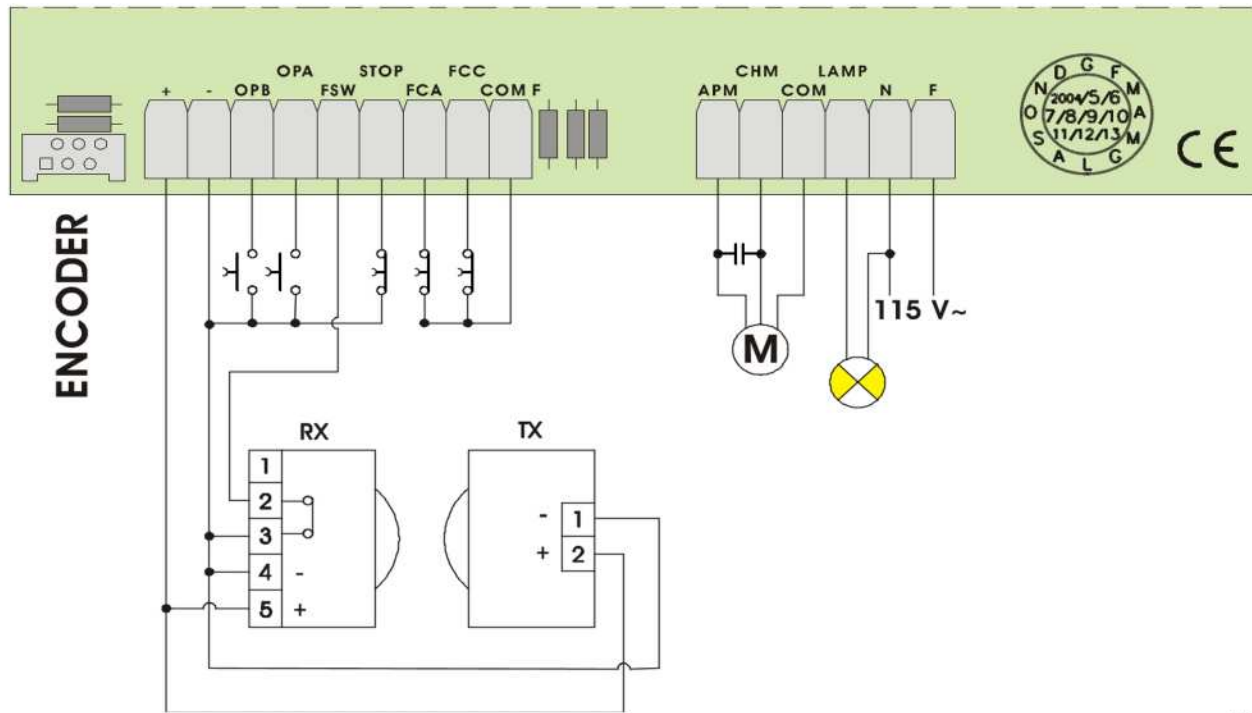 OPA STOP FCC
+ - OPB FSW FCA COM F
CHM LAMP
APM COM N F
G F M A M G L A S O N D
2004/5/6
7/8/9/10
11/12/13
CE
ENCODER
M
115 V~
RX
1
2
3
4 -
5 +
TX
- 1
+ 2